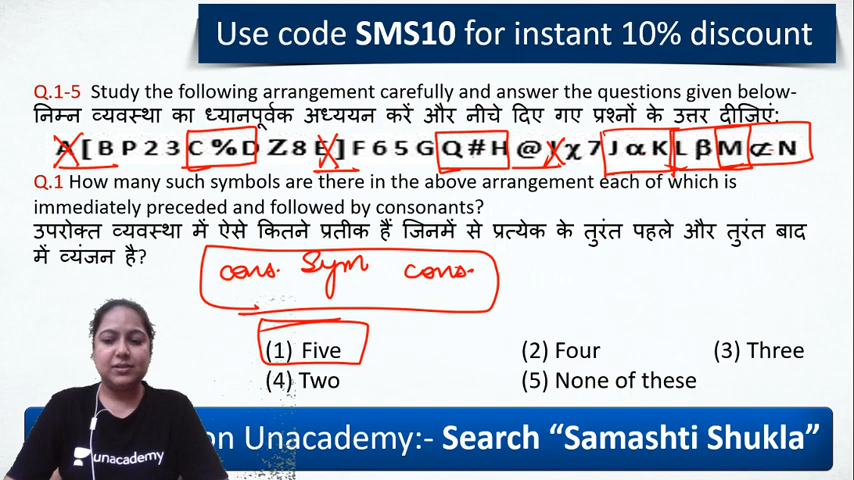 Use code SMS10 for instant 10% discount
Q.1-5 Study the following arrangement carefully and answer the questions given below-
निम्न व्यवस्था का ध्यानपूर्वक अध्ययन करें और नीचे दिए गए प्रश्नों के उत्तर दीजिए:
A [ B P 2 3 C % D Z 8 E ] F 6 5 G Q # H @ I χ 7 J α K L β M ⊄ N
Q.1 How many such symbols are there in the above arrangement each of which is
immediately preceded and followed by consonants?
उपरोक्त व्यवस्था में ऐसे कितने प्रतीक हैं जिनमें से प्रत्येक के तुरंत पहले और तुरंत बाद
में व्यंजन है?
cons. Sym cons.
(1) Five (2) Four (3) Three
(4) Two (5) None of these
on Unacademy:- Search “Samashti Shukla”
unacademy